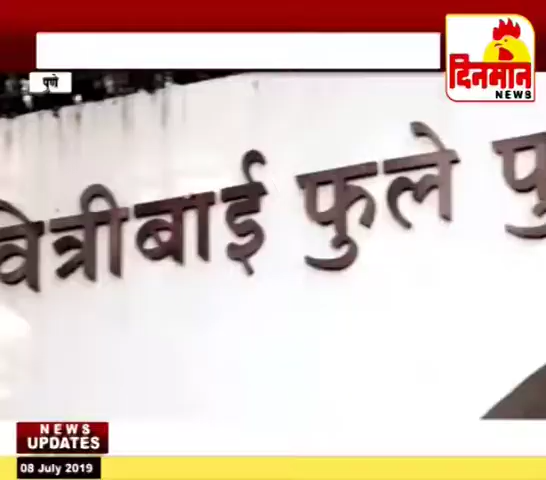 दिनमान
NEWS
पुणे
वित्रीबाई फुले पु
NEWS
UPDATES
08 July 2019